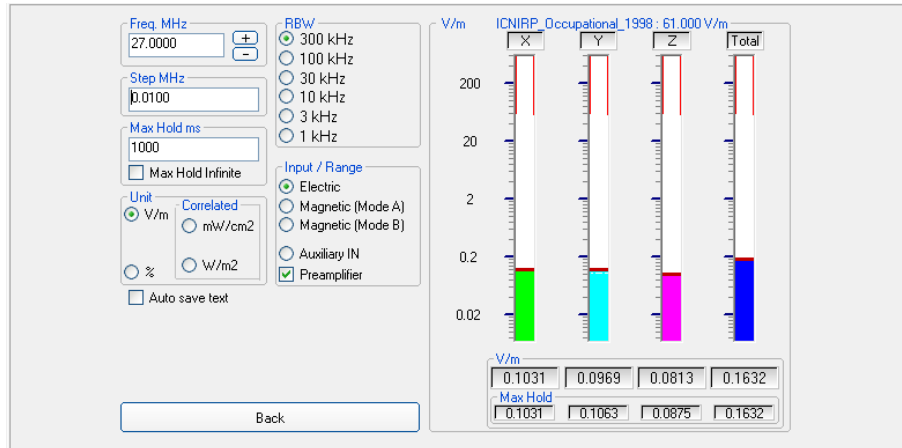 Freq. MHz
27.0000
+
-
Step MHz
0.0100
Max Hold ms
1000
Max Hold Infinite
Unit
V/m
%
Correlated
mW/cm2
W/m2
Auto save text
RBW
300 kHz
100 kHz
30 kHz
10 kHz
3 kHz
1 kHz
Input / Range
Electric
Magnetic (Mode A)
Magnetic (Mode B)
Auxiliary IN
Preamplifier
Back
V/m ICNIRP_Occupational_1998 : 61.000 V/m
X Y Z Total
200
20
2
0.2
0.02
V/m
0.1031 0.0969 0.0813 0.1632
Max Hold
0.1031 0.1063 0.0875 0.1632